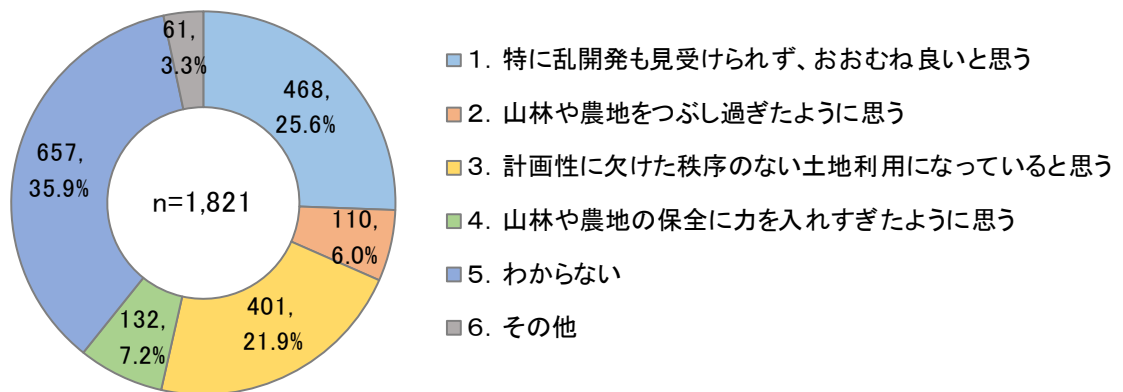 61,
3.3%
468,
25.6%
657,
35.9%
n=1,821
110,
6.0%
401,
21.9%
132,
7.2%
1．特に乱開発も見受けられず、おおむね良いと思う
2．山林や農地をつぶし過ぎたように思う
3．計画性に欠けた秩序のない土地利用になっていると思う
4．山林や農地の保全に力を入れすぎたように思う
5．わからない
6．その他